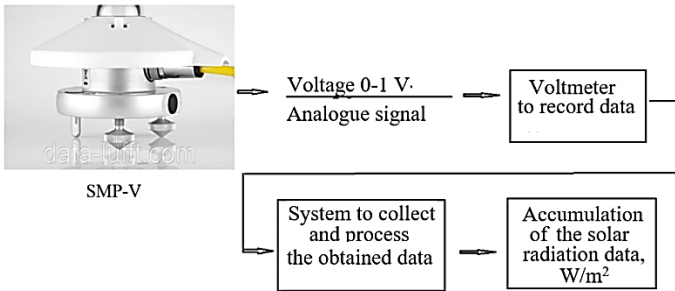 data-lufft.com
SMP-V
Voltage 0-1 V.
Analogue signal
Voltmeter
to record data
System to collect
and process
the obtained data
Accumulation
of the solar
radiation data,
W/m²